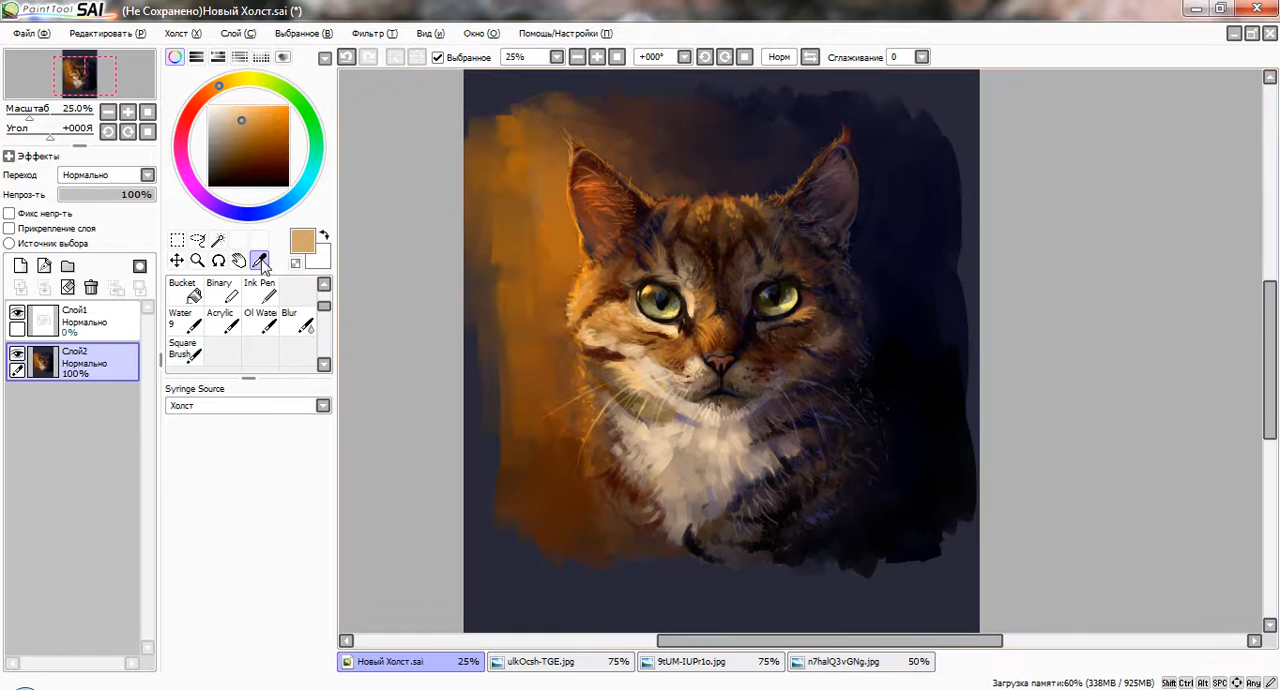 PaintTool SAI (Не Сохранено)Новый Холст.sai (*)
Файл (Ф) Редактировать (Р) Холст (Х) Слой (С) Выбранное (В) Фильтр (Т) Вид (и) Окно (О) Помощь/Настройки (П)
Выбранное 25% +000° Норм Сглаживание 0
Масштаб 25.0%
Угол +000Я
Эффекты
Переход Нормально
Непроз-ть 100%
Фикс непр-ть
Прикрепление слоя
Источник выбора
Слой1
Нормально
0%
Слой2
Нормально
100%
Bucket Binary Ink Pen
Water Acrylic Ol Wate Blur
9
Square
Brush
Syringe Source
Холст
Новый Холст.sai 25% ulkOcsh-TGE.jpg 75% 9tUM-IUPr1o.jpg 75% n7halQ3vGNg.jpg 50%
Загрузка памяти:60% (338MB / 925MB) Shift Ctrl Alt SPC Any